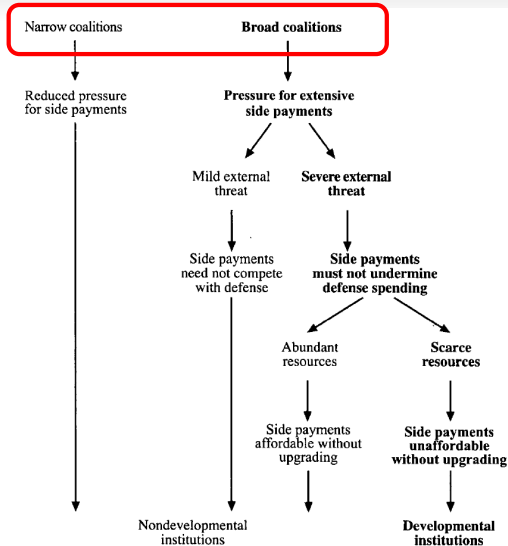 Narrow coalitions
Broad coalitions
Reduced pressure
for side payments
Pressure for extensive
side payments
Mild external
threat
Severe external
threat
Side payments
need not compete
with defense
Side payments
must not undermine
defense spending
Abundant
resources
Scarce
resources
Side payments
affordable without
upgrading
Side payments
unaffordable
without upgrading
Nondevelopmental
institutions
Developmental
institutions